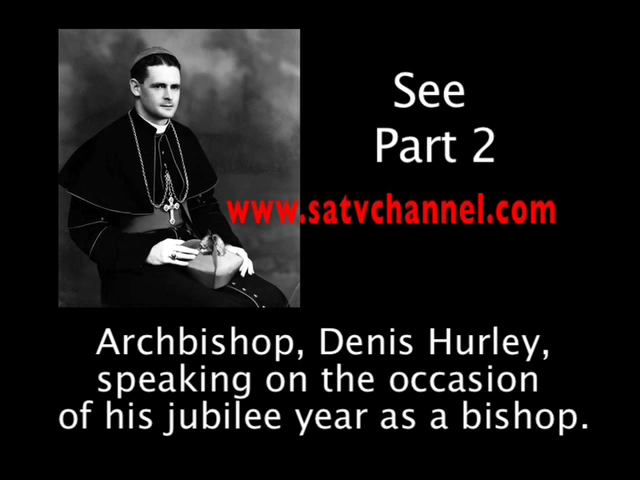 See
Part 2
www.satvchannel.com
Archbishop, Denis Hurley,
speaking on the occasion
of his jubilee year as a bishop.